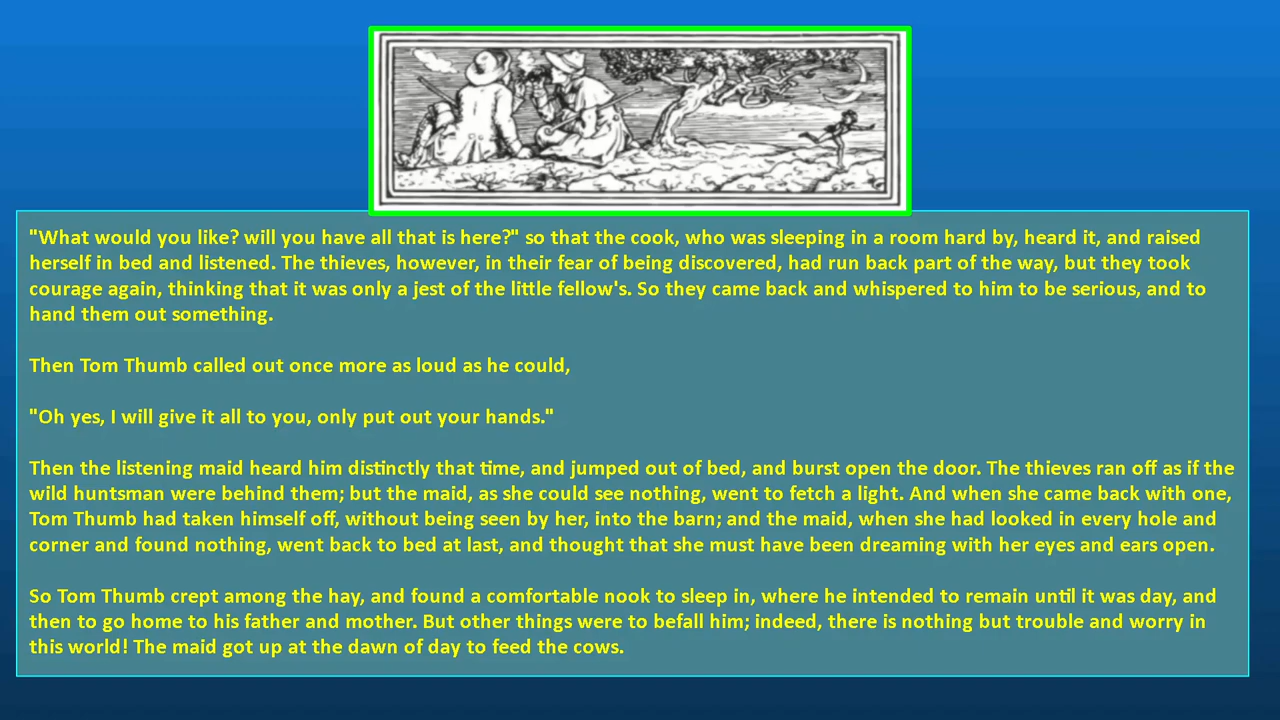 "What would you like? will you have all that is here?" so that the cook, who was sleeping in a room hard by, heard it, and raised
herself in bed and listened. The thieves, however, in their fear of being discovered, had run back part of the way, but they took
courage again, thinking that it was only a jest of the little fellow's. So they came back and whispered to him to be serious, and to
hand them out something.
Then Tom Thumb called out once more as loud as he could,
"Oh yes, I will give it all to you, only put out your hands."
Then the listening maid heard him distinctly that time, and jumped out of bed, and burst open the door. The thieves ran off as if the
wild huntsman were behind them; but the maid, as she could see nothing, went to fetch a light. And when she came back with one,
Tom Thumb had taken himself off, without being seen by her, into the barn; and the maid, when she had looked in every hole and
corner and found nothing, went back to bed at last, and thought that she must have been dreaming with her eyes and ears open.
So Tom Thumb crept among the hay, and found a comfortable nook to sleep in, where he intended to remain until it was day, and
then to go home to his father and mother. But other things were to befall him; indeed, there is nothing but trouble and worry in
this world! The maid got up at the dawn of day to feed the cows.